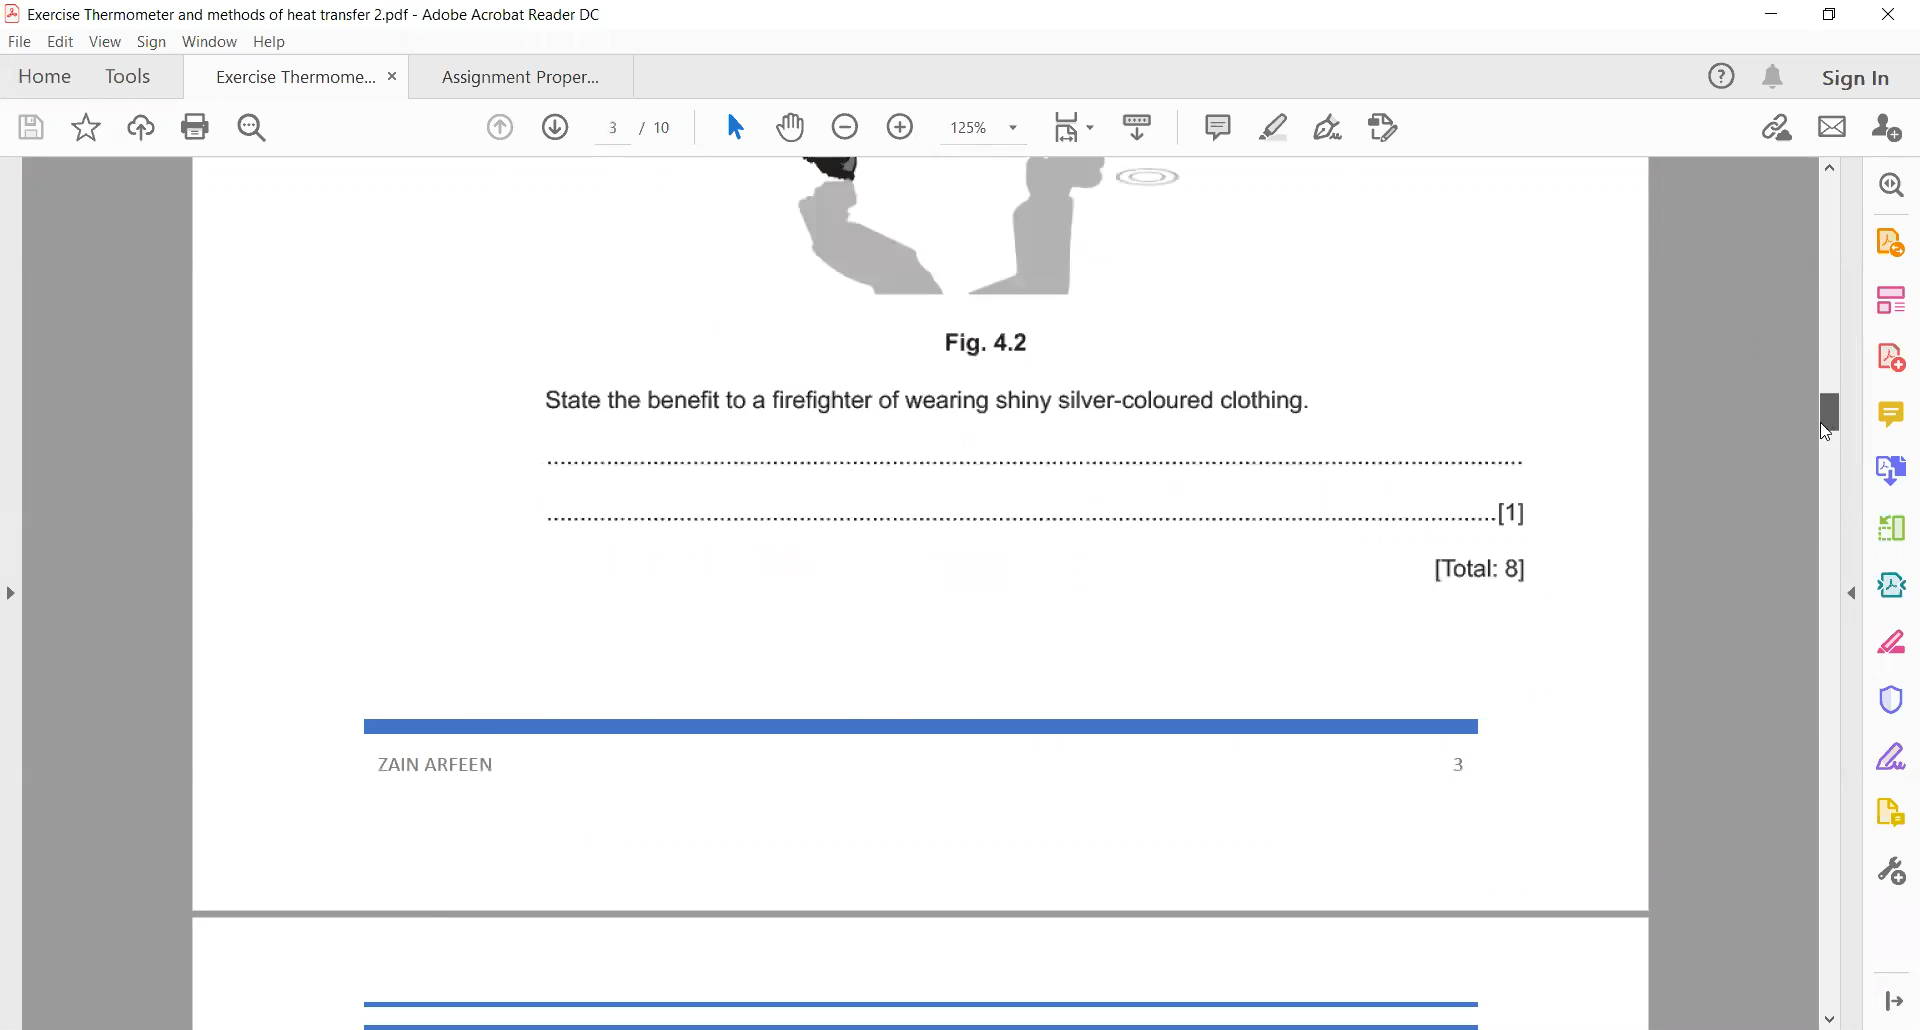 Exercise Thermometer and methods of heat transfer 2.pdf - Adobe Acrobat Reader DC
File Edit View Sign Window Help
Home Tools Exercise Thermome... × Assignment Proper... Sign In
3 / 10 125%
Fig. 4.2
State the benefit to a firefighter of wearing shiny silver-coloured clothing.
..........................................................................................................................................
......................................................................................................................................[1]
[Total: 8]
ZAIN ARFEEN 3